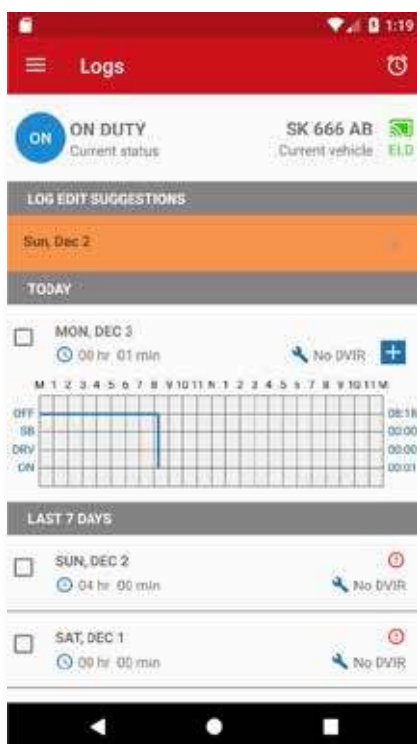 1:19
Logs
ON
ON DUTY
Current status
SK 666 AB
Current vehicle
ELD
LOG EDIT SUGGESTIONS
Sun, Dec 2
TODAY
MON, DEC 3
00 hr 01 min
No DVIR
M 1 2 3 4 5 6 7 8 9 10 11 N 1 2 3 4 5 6 7 8 9 10 11 M
OFF 08:18
SB 00:00
DRV 00:00
ON 00:01
LAST 7 DAYS
SUN, DEC 2
04 hr 00 min
No DVIR
SAT, DEC 1
00 hr 00 min
No DVIR